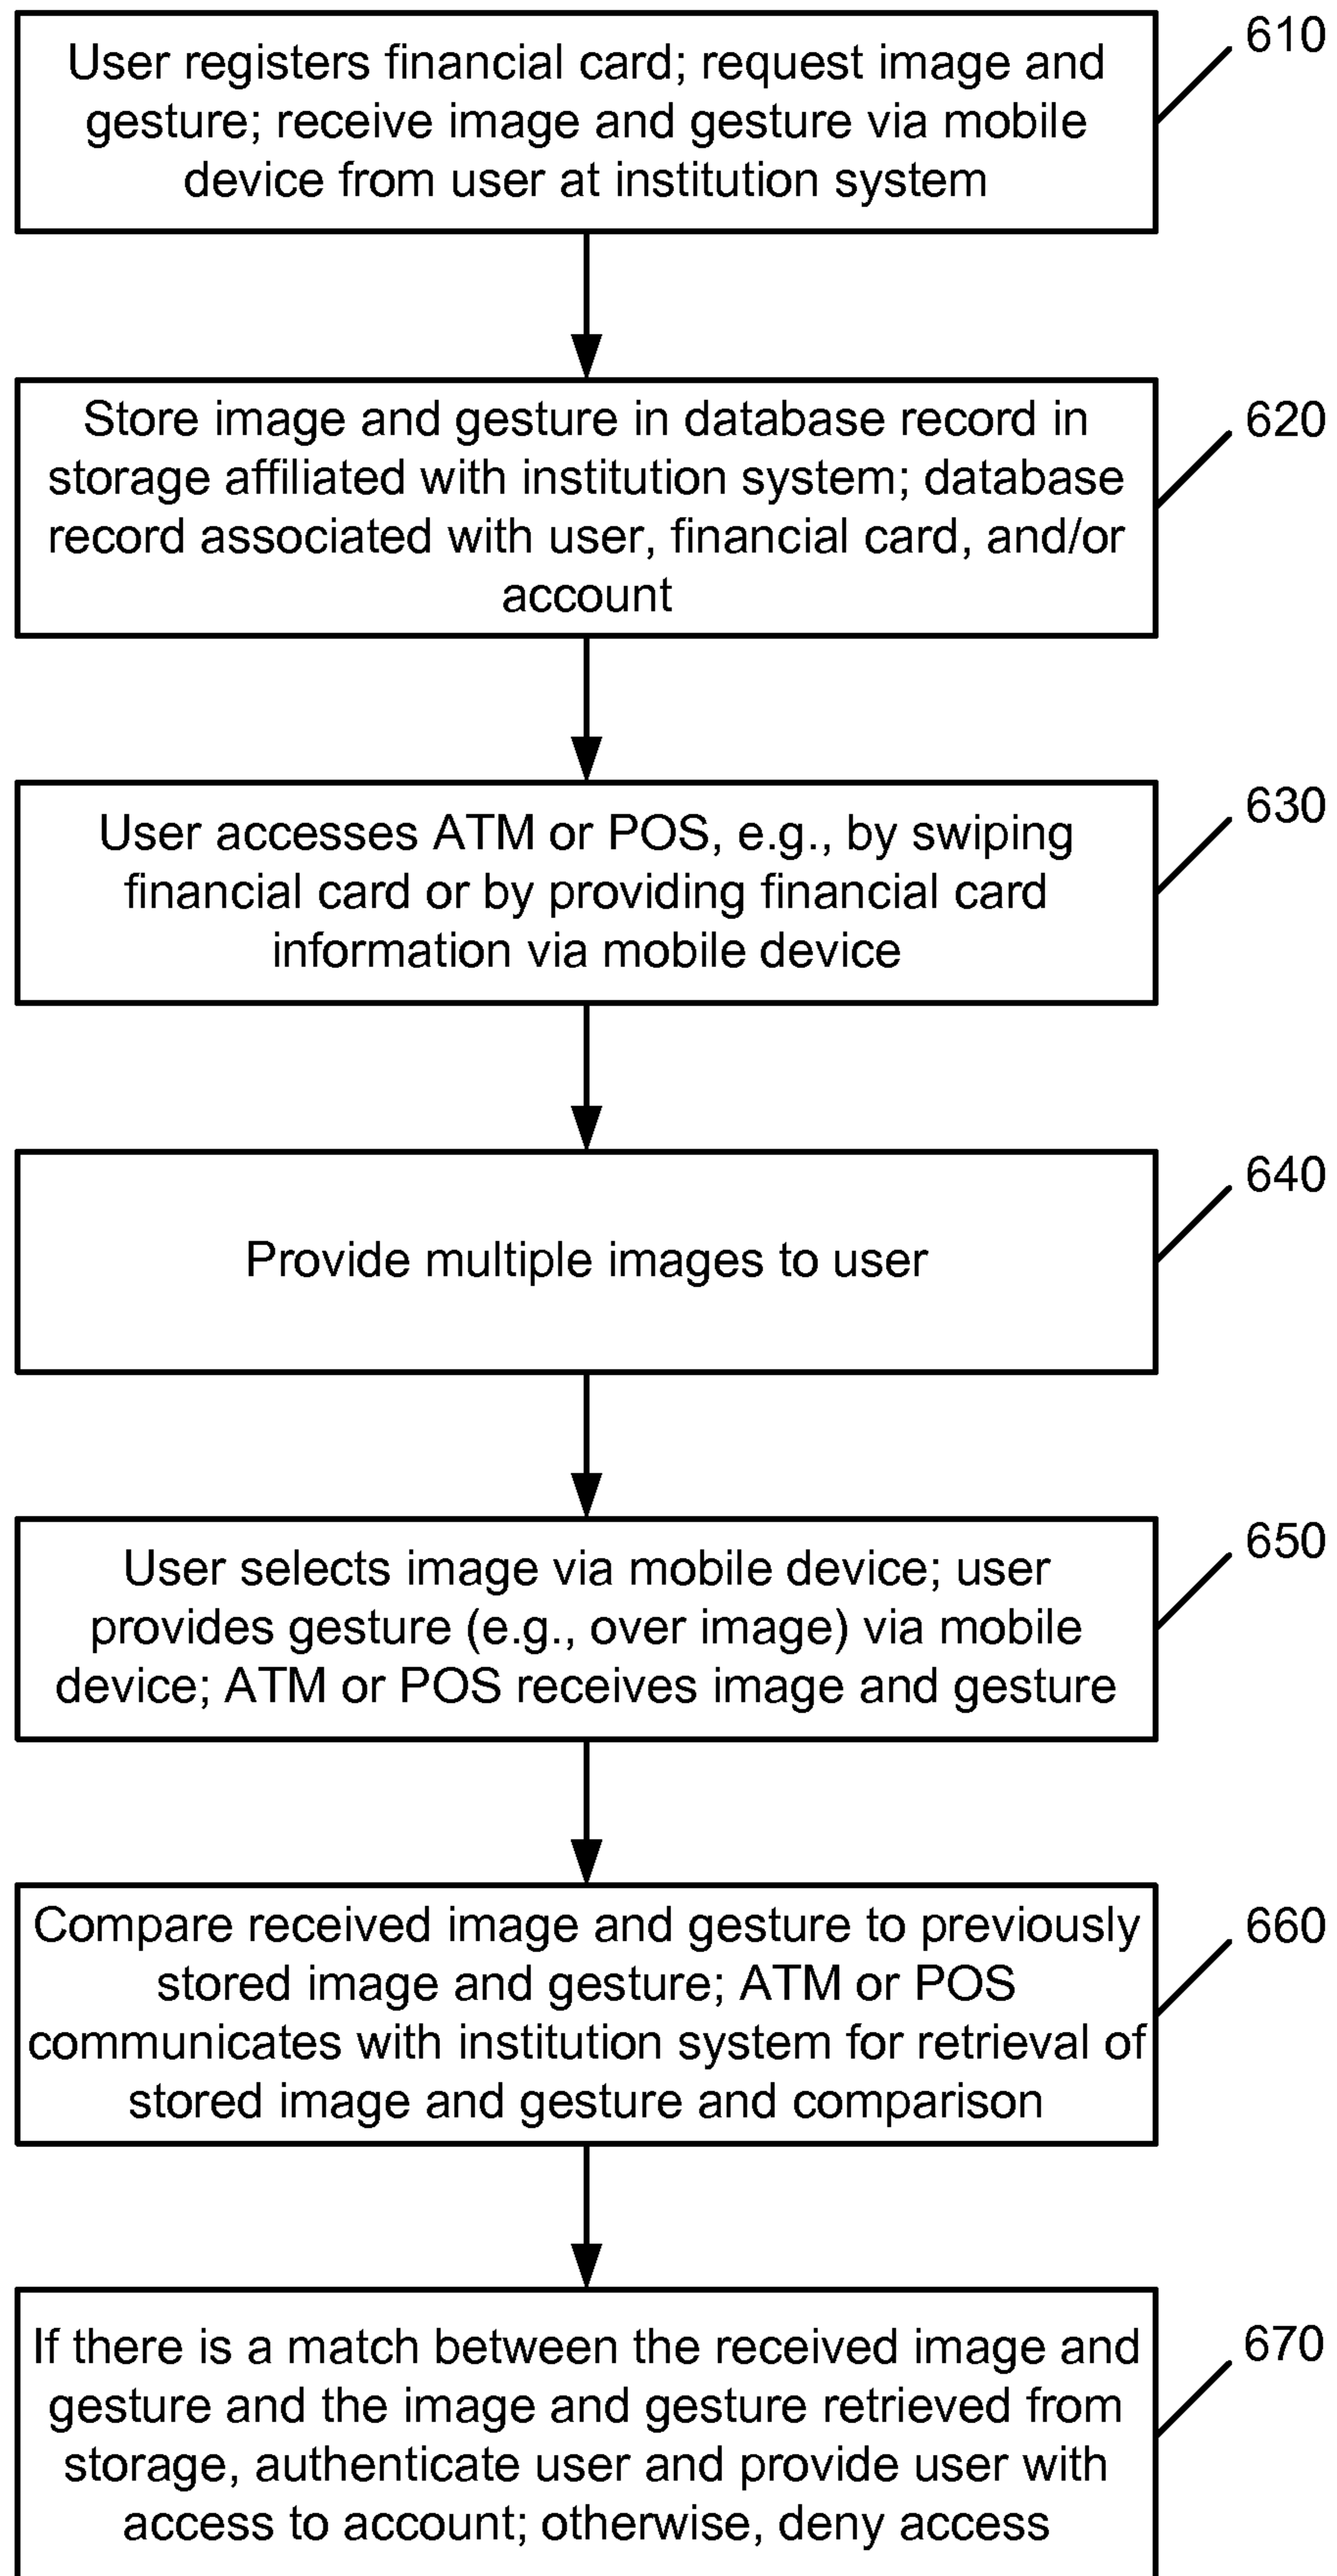 User registers financial card; request image and
gesture; receive image and gesture via mobile
device from user at institution system
610
Store image and gesture in database record in
storage affiliated with institution system; database
record associated with user, financial card, and/or
account
620
User accesses ATM or POS, e.g., by swiping
financial card or by providing financial card
information via mobile device
630
Provide multiple images to user
640
User selects image via mobile device; user
provides gesture (e.g., over image) via mobile
device; ATM or POS receives image and gesture
650
Compare received image and gesture to previously
stored image and gesture; ATM or POS
communicates with institution system for retrieval of
stored image and gesture and comparison
660
If there is a match between the received image and
gesture and the image and gesture retrieved from
storage, authenticate user and provide user with
access to account; otherwise, deny access
670